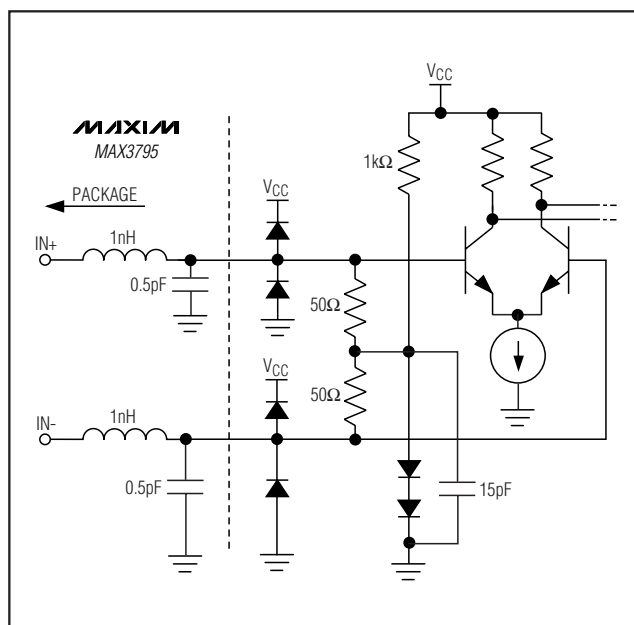 VCC
MAXIM
MAX3795
1kΩ
PACKAGE
VCC
IN+
1nH
0.5pF
50Ω
VCC
50Ω
IN-
1nH
0.5pF
15pF